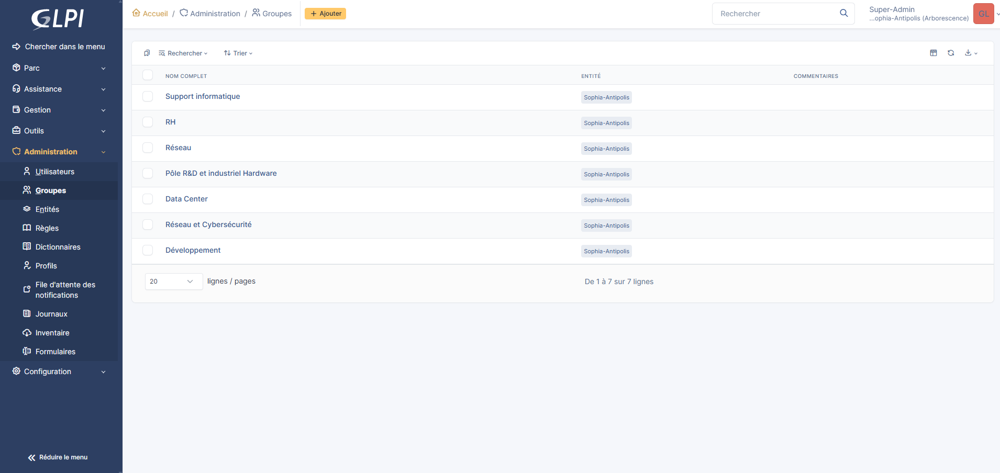 GLPI
Chercher dans le menu
Parc
Assistance
Gestion
Outils
Administration
Utilisateurs
Groupes
Entités
Règles
Dictionnaires
Profils
File d'attente des
notifications
Journaux
Inventaire
Formulaires
Configuration
Réduire le menu
Accueil / Administration / Groupes
+ Ajouter
Rechercher
Super-Admin
...ophia-Antipolis (Arborescence)
GL
Rechercher Trier
NOM COMPLET ENTITÉ COMMENTAIRES
Support informatique Sophia-Antipolis
RH Sophia-Antipolis
Réseau Sophia-Antipolis
Pôle R&D et industriel Hardware Sophia-Antipolis
Data Center Sophia-Antipolis
Réseau et Cybersécurité Sophia-Antipolis
Développement Sophia-Antipolis
20 lignes / pages De 1 à 7 sur 7 lignes